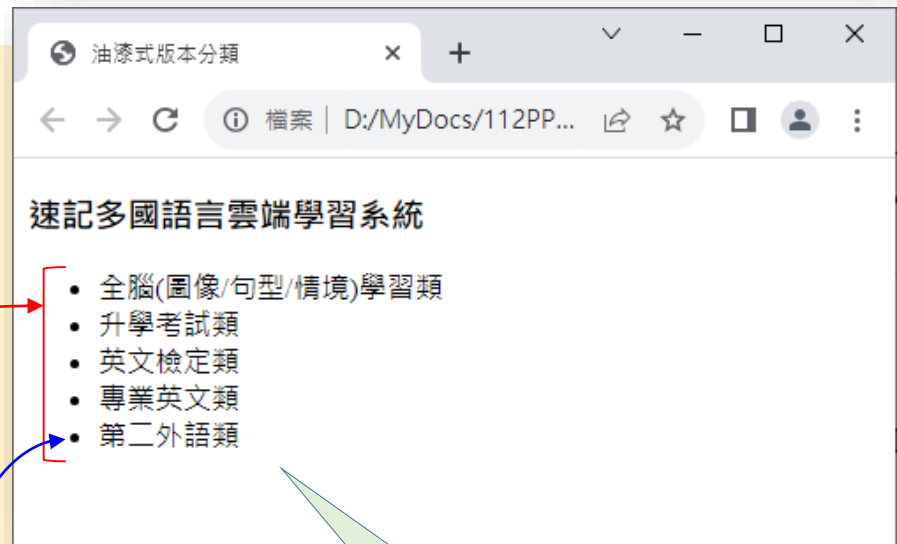 油漆式版本分類
檔案 | D:/MyDocs/112PP...
速記多國語言雲端學習系統
• 全腦(圖像/句型/情境)學習類
• 升學考試類
• 英文檢定類
• 專業英文類
• 第二外語類